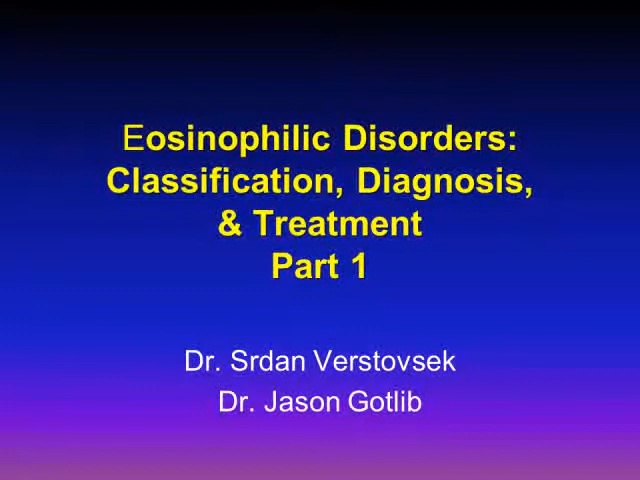 Eosinophilic Disorders:
Classification, Diagnosis,
& Treatment
Part 1
Dr. Srdan Verstovsek
Dr. Jason Gotlib